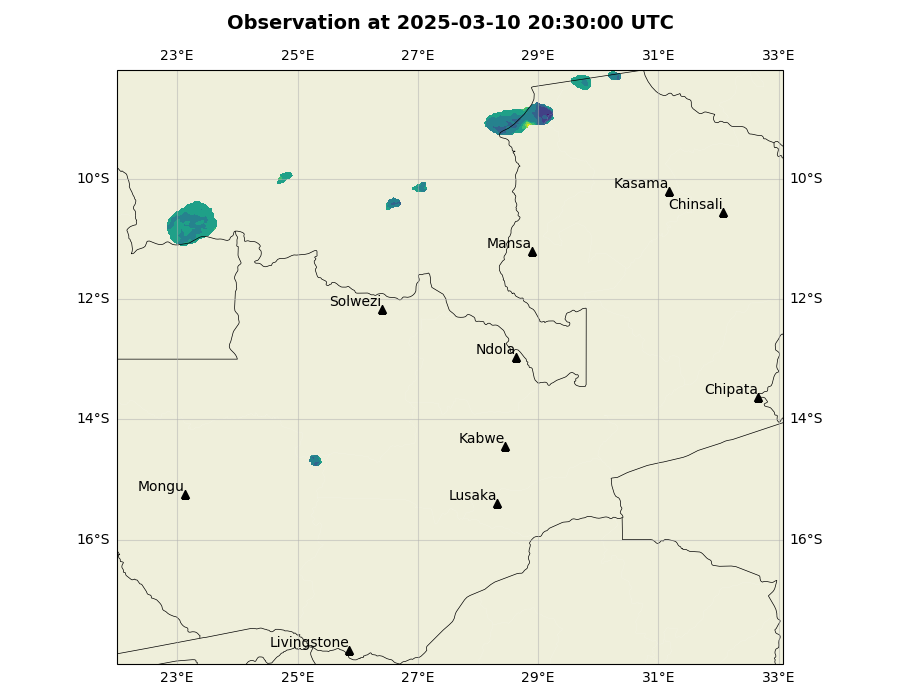 Observation at 2025-03-10 20:30:00 UTC
23°E 25°E 27°E 29°E 31°E 33°E
10°S 10°S
Kasama
Chinsali
Mansa
12°S 12°S
Solwezi
Ndola
Chipata
14°S 14°S
Kabwe
Mongu
Lusaka
16°S 16°S
Livingstone
23°E 25°E 27°E 29°E 31°E 33°E